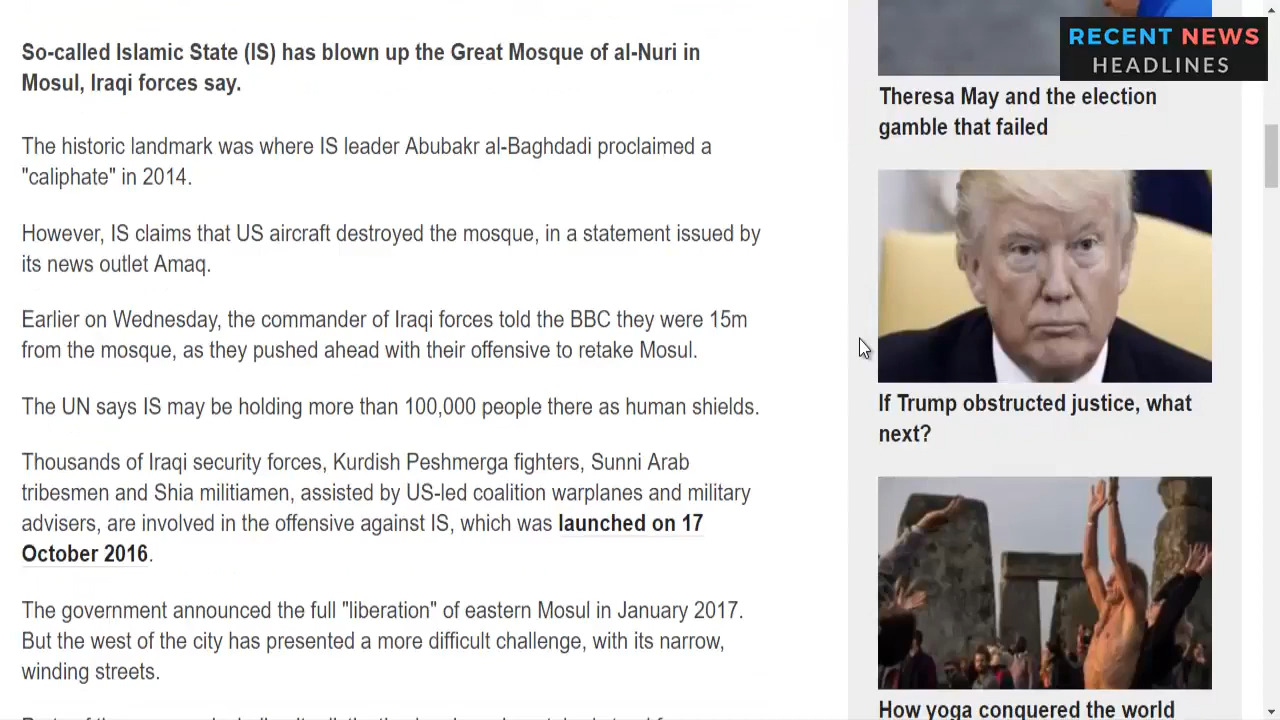 So-called Islamic State (IS) has blown up the Great Mosque of al-Nuri in
Mosul, Iraqi forces say.
The historic landmark was where IS leader Abubakr al-Baghdadi proclaimed a
"caliphate" in 2014.
However, IS claims that US aircraft destroyed the mosque, in a statement issued by
its news outlet Amaq.
Earlier on Wednesday, the commander of Iraqi forces told the BBC they were 15m
from the mosque, as they pushed ahead with their offensive to retake Mosul.
The UN says IS may be holding more than 100,000 people there as human shields.
Thousands of Iraqi security forces, Kurdish Peshmerga fighters, Sunni Arab
tribesmen and Shia militiamen, assisted by US-led coalition warplanes and military
advisers, are involved in the offensive against IS, which was launched on 17
October 2016.
The government announced the full "liberation" of eastern Mosul in January 2017.
But the west of the city has presented a more difficult challenge, with its narrow,
winding streets.
RECENT NEWS
HEADLINES
Theresa May and the election
gamble that failed
If Trump obstructed justice, what
next?
How yoga conquered the world